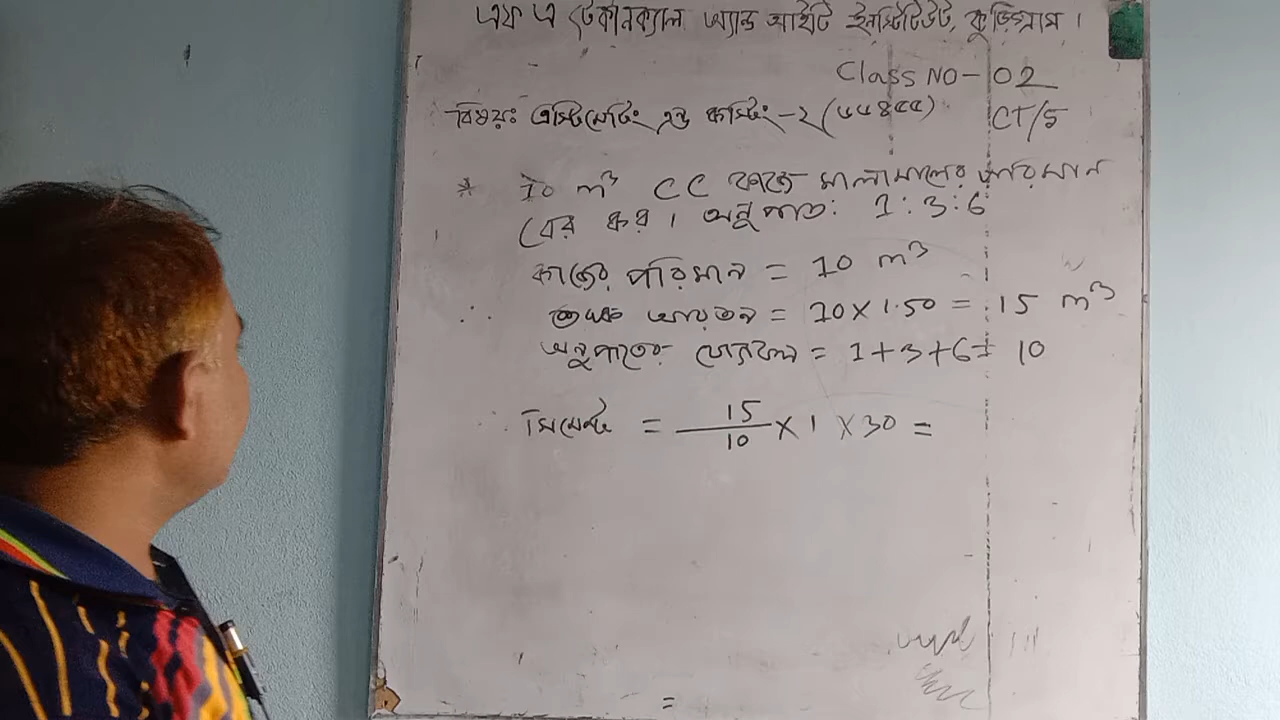 এফ এ টেকনিক্যাল অ্যান্ড আইটি ইনস্টিটিউট, কুড়িগ্রাম।
Class NO - 02
বিষয়ঃ এস্টিমেটিং এন্ড কস্টিং -২ (৬৬৪৫৫) CT/5
* 10 m³ CC কাজে মালামালের পরিমান
বের কর। অনুপাত: 1:3:6
কাজের পরিমান = 10 m³
∴ শুষ্ক আয়তন = 10 × 1.50 = 15 m³
অনুপাতের যোগফল = 1+3+6 = 10
∴ সিমেন্ট = 15/10 × 1 × 30 =
=